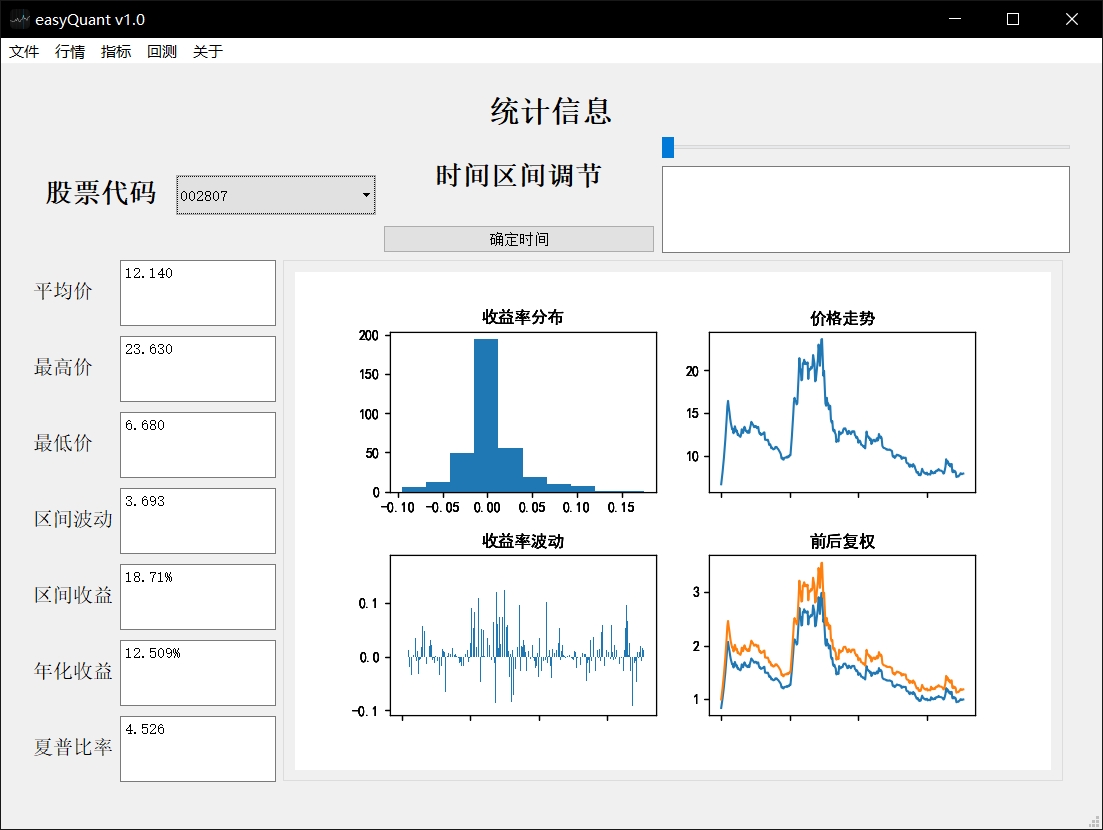 easyQuant v1.0
文件 行情 指标 回测 关于
统计信息
时间区间调节
股票代码 002807
确定时间
平均价 12.140
最高价 23.630
最低价 6.680
区间波动 3.693
区间收益 18.71%
年化收益 12.509%
夏普比率 4.526
收益率分布
200
150
100
50
0
-0.10 -0.05 0.00 0.05 0.10 0.15
价格走势
20
15
10
收益率波动
0.1
0.0
-0.1
前后复权
3
2
1